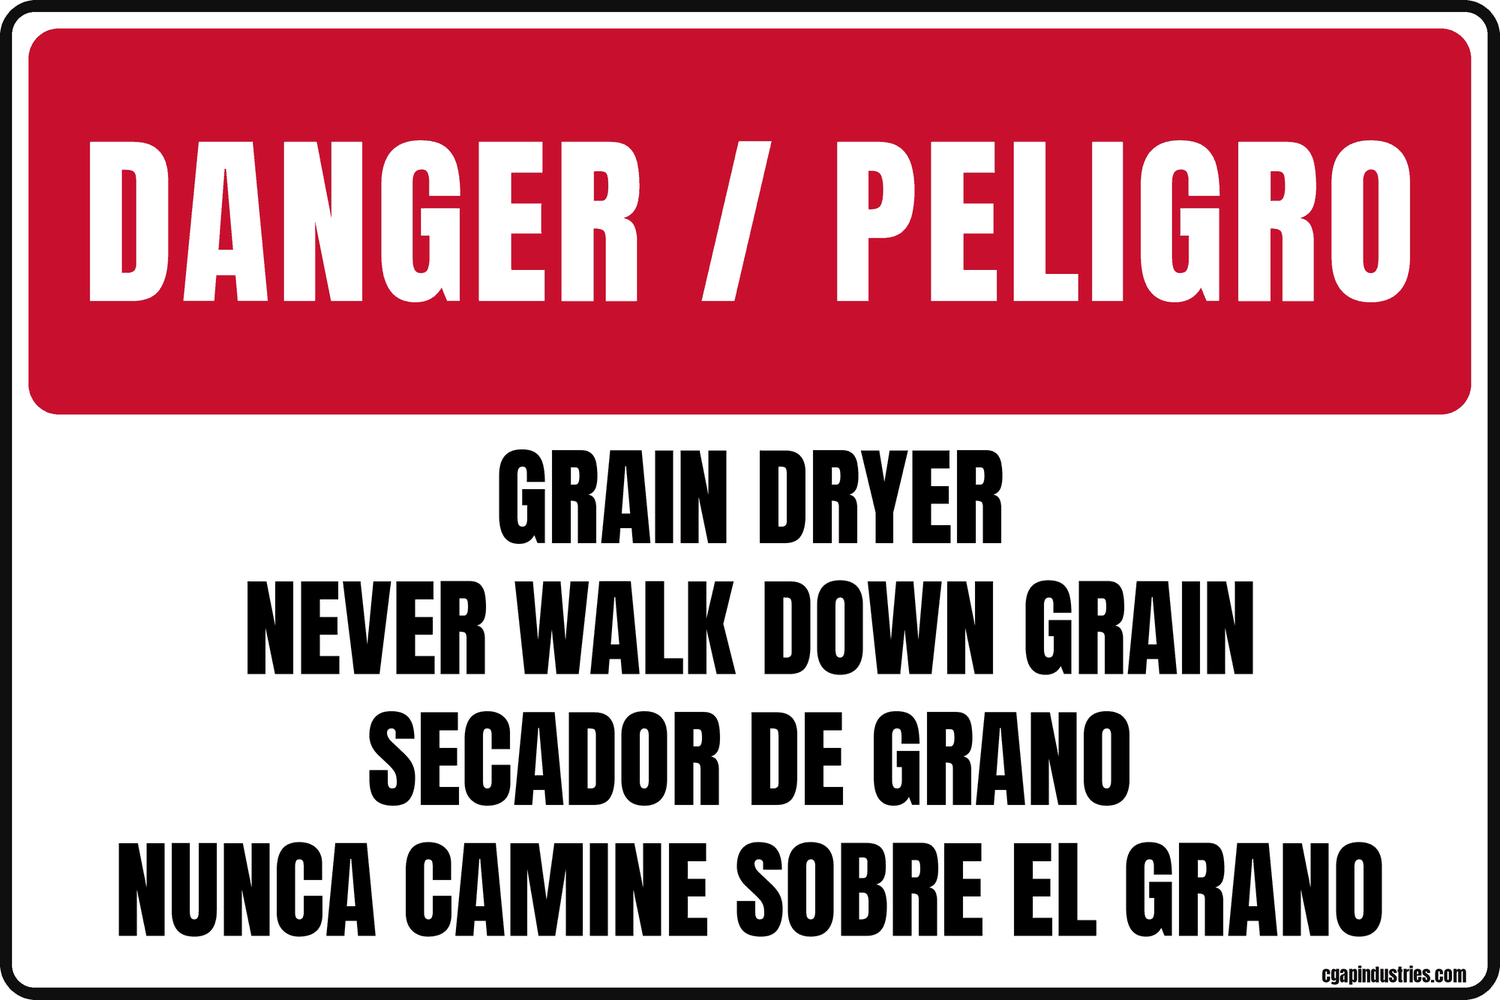 DANGER / PELIGRO
GRAIN DRYER
NEVER WALK DOWN GRAIN
SECADOR DE GRANO
NUNCA CAMINE SOBRE EL GRANO
cgapindustries.com